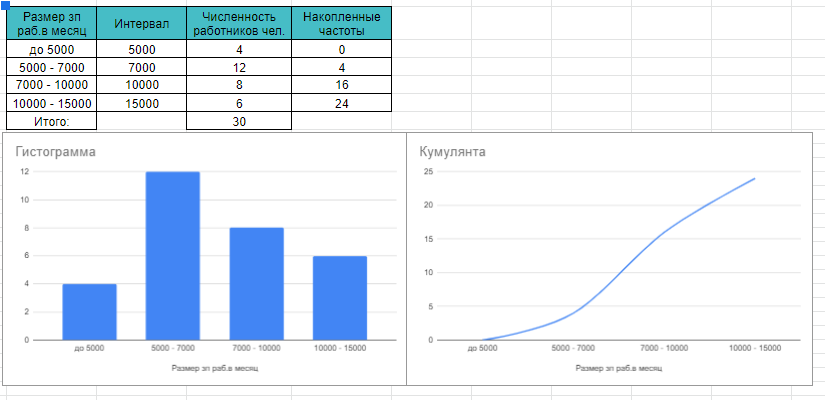 Размер зп раб.в месяц Интервал Численность работников чел. Накопленные частоты
до 5000 5000 4 0
5000 - 7000 7000 12 4
7000 - 10000 10000 8 16
10000 - 15000 15000 6 24
Итого: 30
Гистограмма
12
10
8
6
4
2
0
до 5000 5000 - 7000 7000 - 10000 10000 - 15000
Размер зп раб.в месяц
Кумулянта
25
20
15
10
5
0
до 5000 5000 - 7000 7000 - 10000 10000 - 15000
Размер зп раб.в месяц